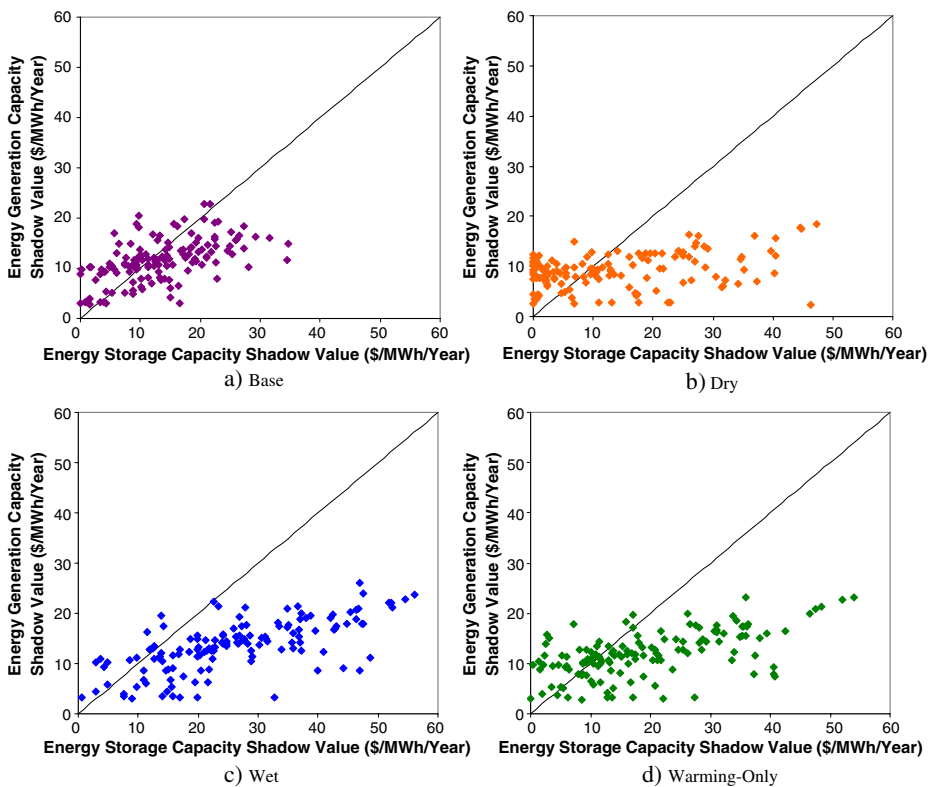 Energy Generation Capacity
Shadow Value ($/MWh/Year)
60
50
40
30
20
10
0
0 10 20 30 40 50 60
Energy Storage Capacity Shadow Value ($/MWh/Year)
a) Base
Energy Generation Capacity
Shadow Value ($/MWh/Year)
60
50
40
30
20
10
0
0 10 20 30 40 50 60
Energy Storage Capacity Shadow Value ($/MWh/Year)
b) Dry
Energy Generation Capacity
Shadow Value ($/MWh/Year)
60
50
40
30
20
10
0
0 10 20 30 40 50 60
Energy Storage Capacity Shadow Value ($/MWh/Year)
c) Wet
Energy Generation Capacity
Shadow Value ($/MWh/Year)
60
50
40
30
20
10
0
0 10 20 30 40 50 60
Energy Storage Capacity Shadow Value ($/MWh/Year)
d) Warming-Only